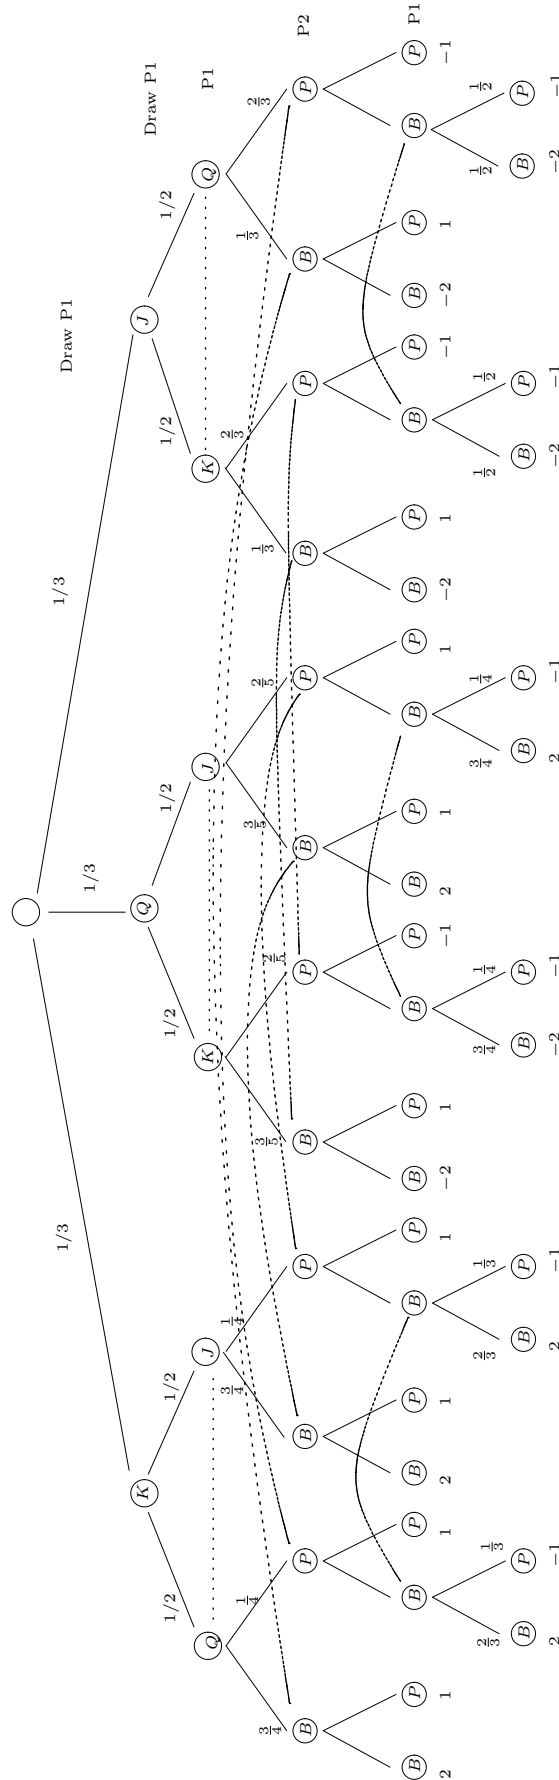 1/3 1/3 1/3 Draw P1
K Q J Draw P1
1/2 1/2 1/2 1/2 1/2 1/2
Q J K J K Q P1
3/4 1/4 3/4 1/4 3/5 2/5 3/5 2/5 1/3 2/3 1/3 2/3
B P B P B P B P B P B P P2
B P B P B P B P B P B P B P B P B P B P B P B P P1
2 1 1 2 1 1 −2 1 −1 2 1 1 −2 1 −1 −2 1 −1
2/3 1/3 2/3 1/3 3/4 1/4 3/4 1/4 1/2 1/2 1/2 1/2
B P B P B P B P B P B P
2 −1 2 −1 −2 −1 2 −1 −2 −1 −2 −1